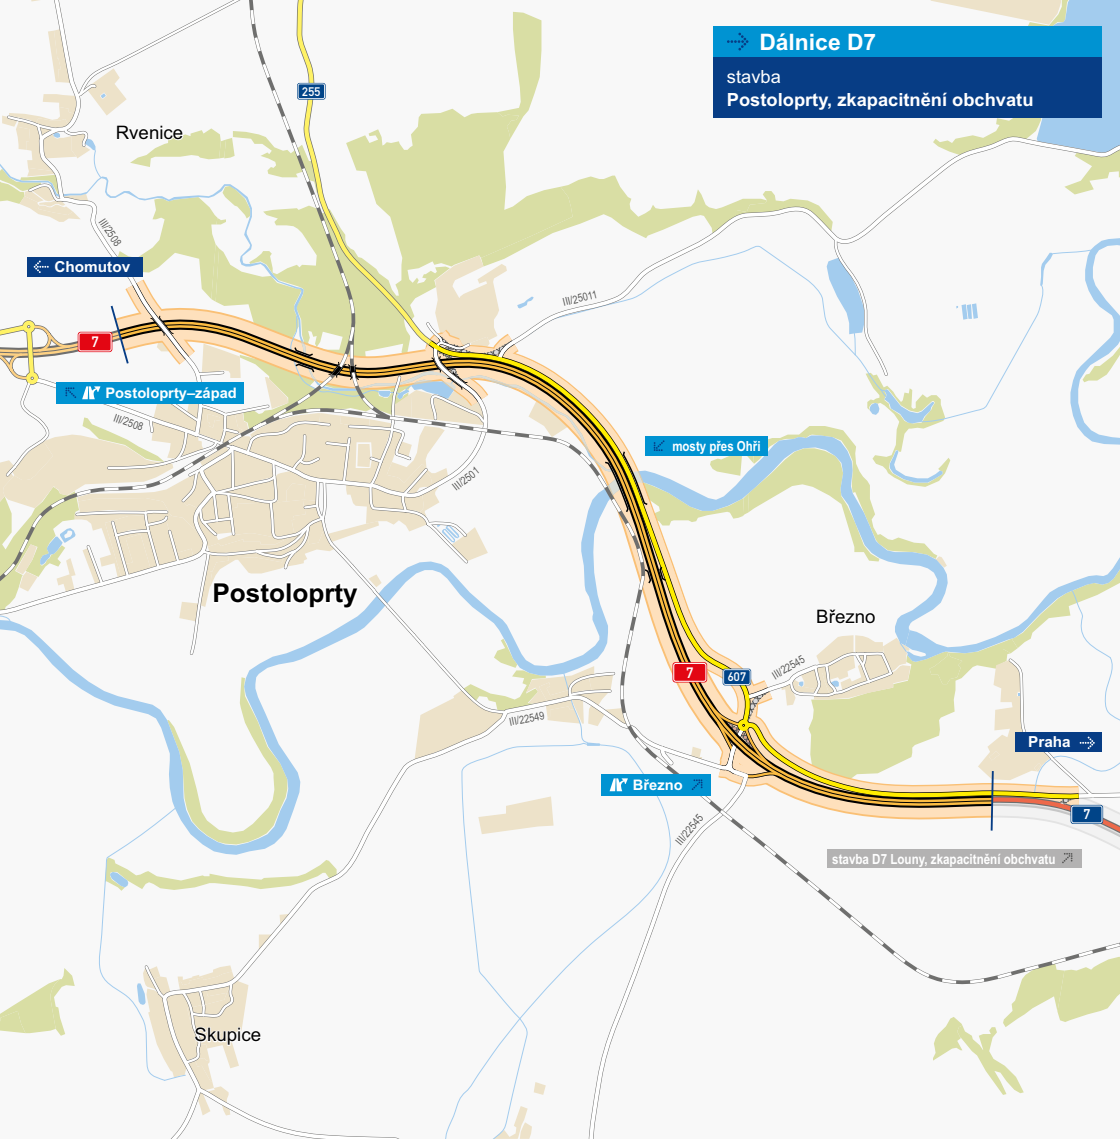 Dálnice D7
stavba
Postoloprty, zkapacitnění obchvatu
255
Rvenice
III/2508
Chomutov
III/25011
7
Postoloprty–západ
III/2508
mosty přes Ohři
III/2501
Postoloprty
Březno
III/22545
7
607
III/22549
Praha
Březno
7
III/22545
stavba D7 Louny, zkapacitnění obchvatu
Skupice